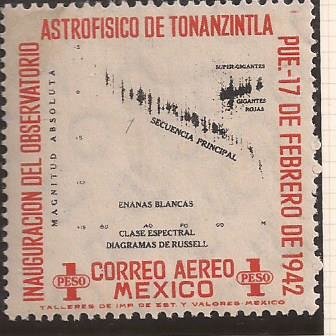 ASTROFISICO DE TONANZINTLA
INAUGURACION DEL OBSERVATORIO
PUE.-17 DE FEBRERO DE 1942
MAGNITUD ABSOLUTA
SUPER-GIGANTES
GIGANTES
ROJAS
SECUENCIA PRINCIPAL
ENANAS BLANCAS
CLASE ESPECTRAL
DIAGRAMAS DE RUSSELL
1
PESO
CORREO AEREO
MEXICO
1
PESO
TALLERES DE IMP. DE EST. Y VALORES-MEXICO